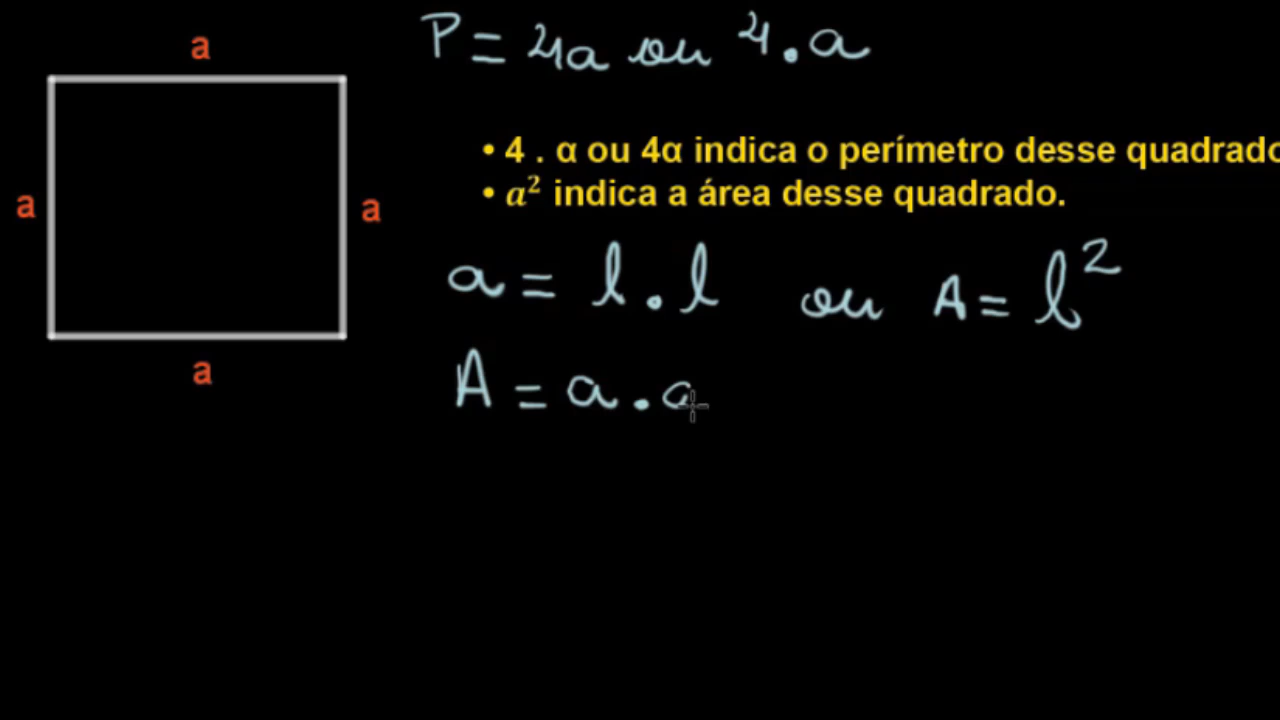 a
P = 4a ou 4.a
• 4 . α ou 4α indica o perímetro desse quadrado
a
a
• a² indica a área desse quadrado.
a = l . l ou A = l²
a
A = a . a